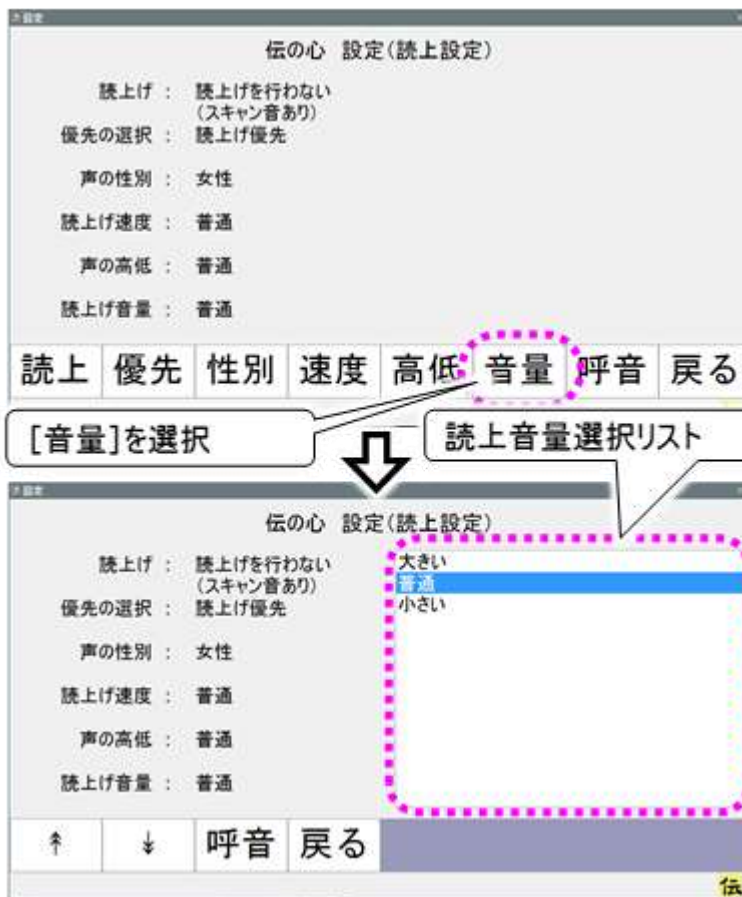 設定
伝の心 設定(読上設定)
読上げ : 読上げを行わない
(スキャン音あり)
優先の選択 : 読上げ優先
声の性別 : 女性
読上げ速度 : 普通
声の高低 : 普通
読上げ音量 : 普通
読上 優先 性別 速度 高低 音量 呼音 戻る
[音量]を選択
読上音量選択リスト
設定
伝の心 設定(読上設定)
読上げ : 読上げを行わない
(スキャン音あり)
優先の選択 : 読上げ優先
声の性別 : 女性
読上げ速度 : 普通
声の高低 : 普通
読上げ音量 : 普通
大きい
普通
小さい
↟ ↡ 呼音 戻る
伝